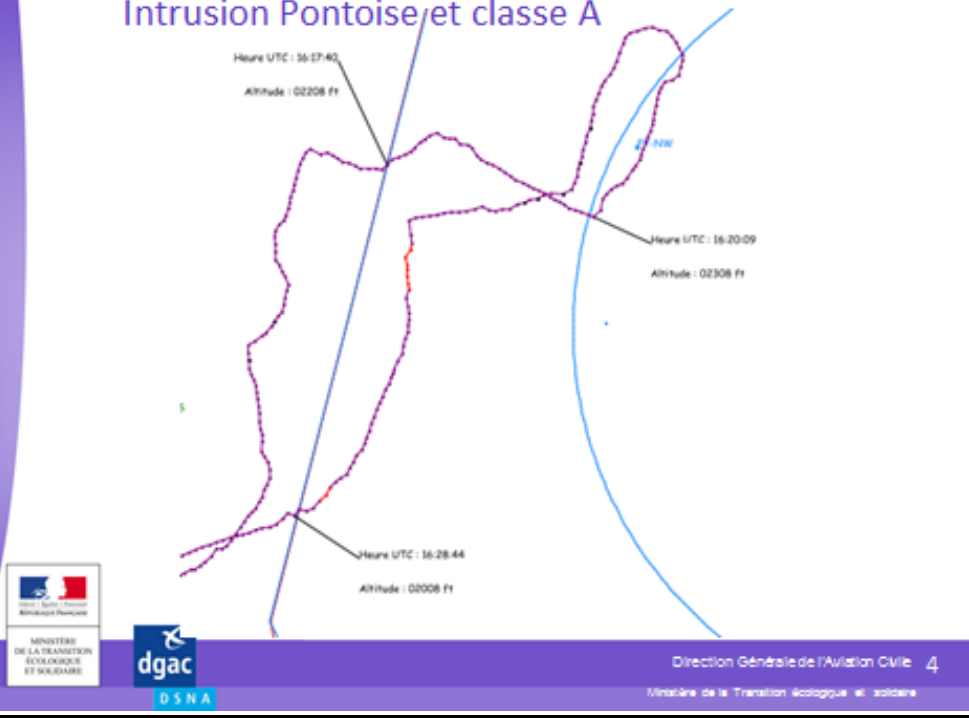 Intrusion Pontoise et classe A
Heure UTC : 16:17:40
Altitude : 02208 ft
Heure UTC : 16:20:09
Altitude : 02308 ft
S
Heure UTC : 16:28:44
Altitude : 02008 ft
RÉPUBLIQUE FRANÇAISE
MINISTÈRE
DE LA TRANSITION
ÉCOLOGIQUE
ET SOLIDAIRE
dgac
DSNA
Direction Générale de l'Aviation Civile 4
Ministère de la Transition écologique et solidaire